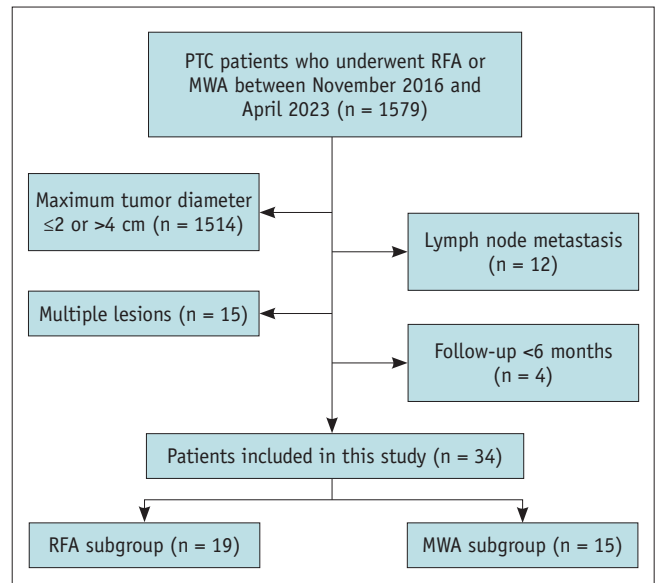 PTC patients who underwent RFA or
MWA between November 2016 and
April 2023 (n = 1579)
Maximum tumor diameter
≤2 or >4 cm (n = 1514)
Lymph node metastasis
(n = 12)
Multiple lesions (n = 15)
Follow-up <6 months
(n = 4)
Patients included in this study (n = 34)
RFA subgroup (n = 19)
MWA subgroup (n = 15)